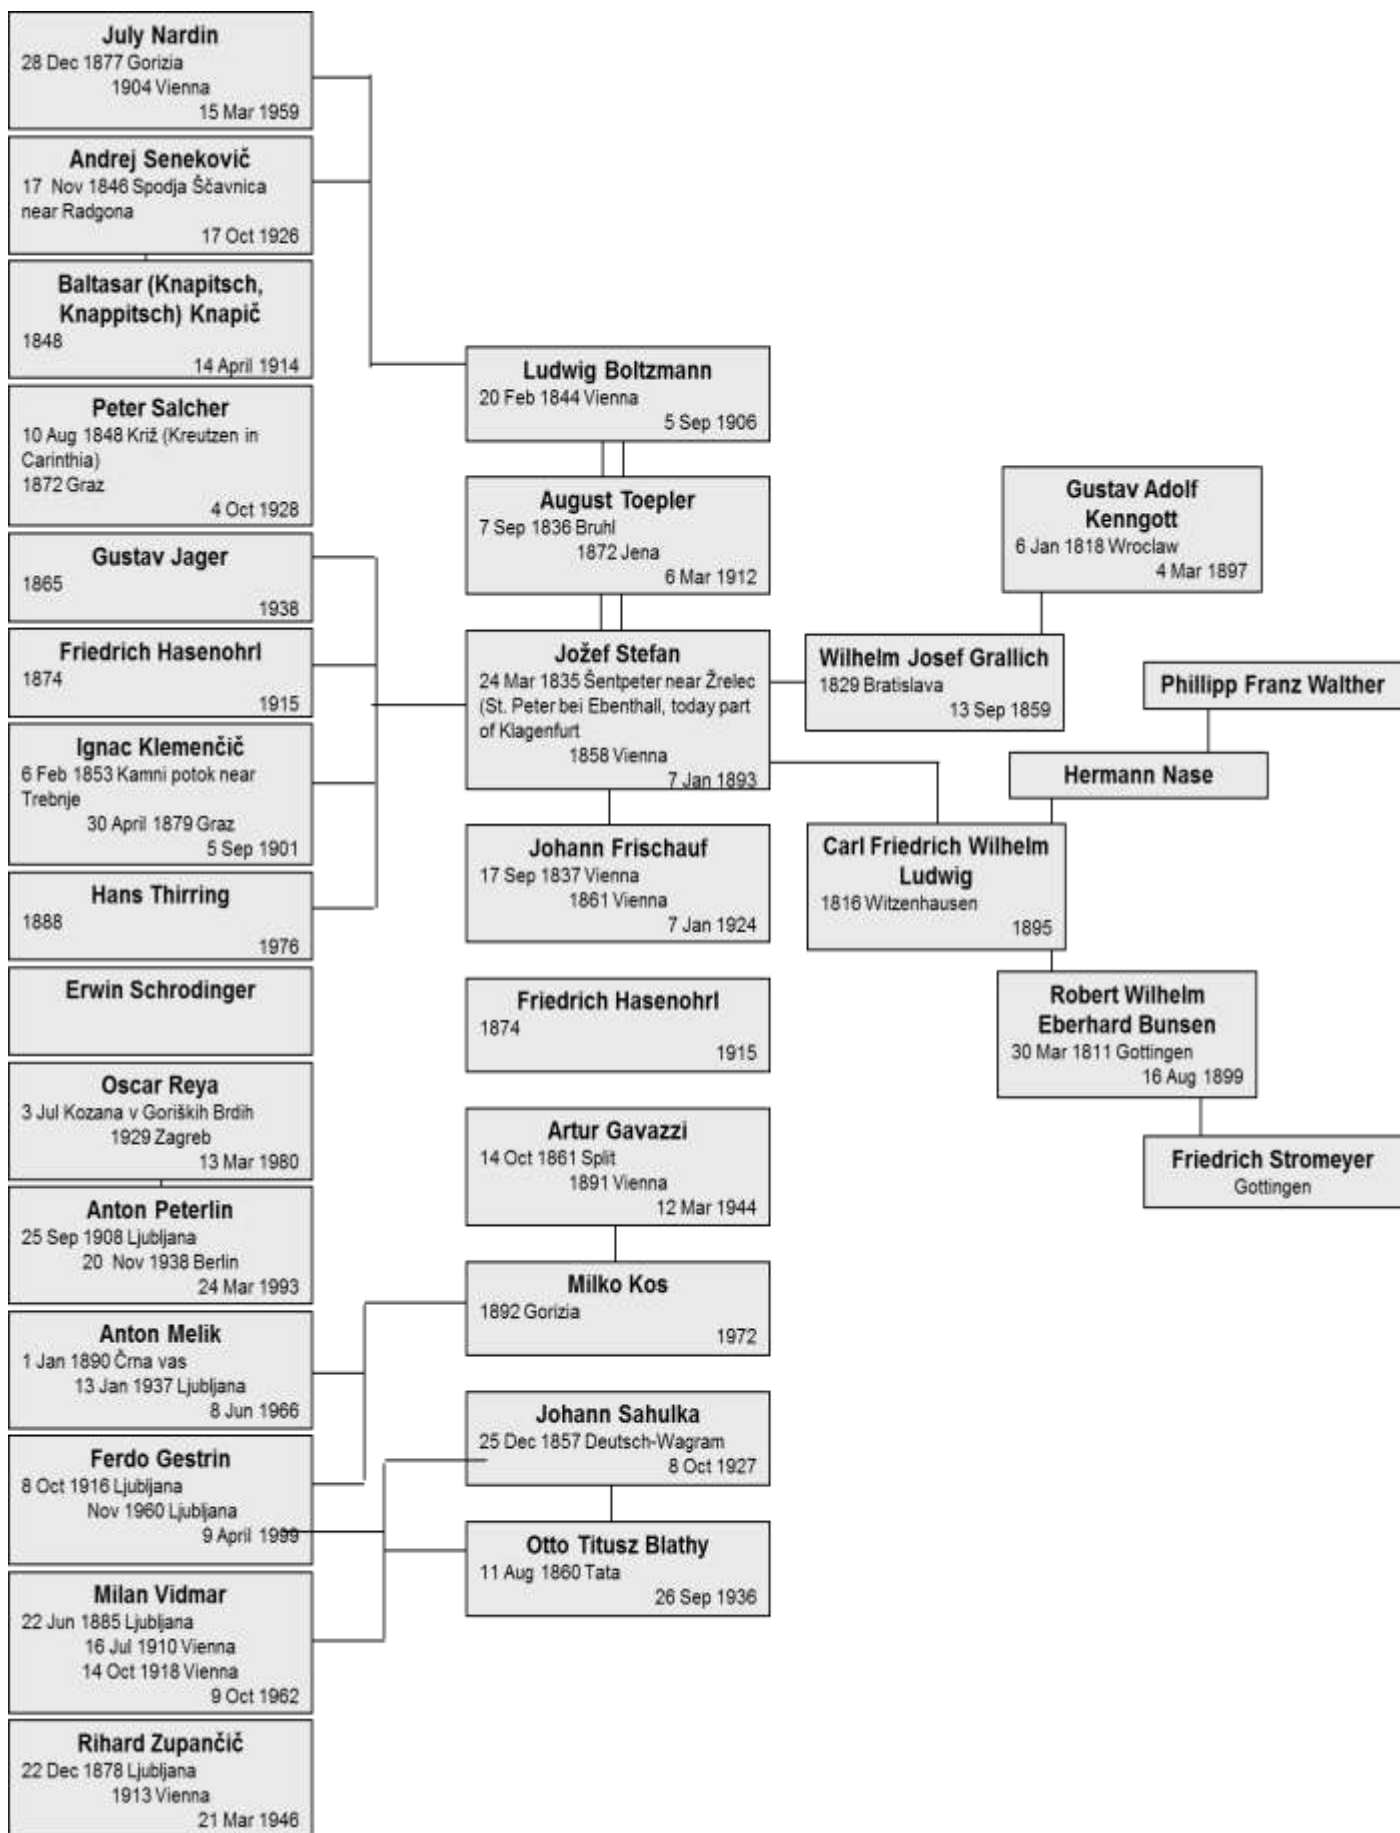 July Nardin
28 Dec 1877 Gorizia
1904 Vienna
15 Mar 1959
Andrej Senekovič
17 Nov 1846 Spodja Ščavnica
near Radgona
17 Oct 1926
Baltasar (Knapitsch,
Knappitsch) Knapič
1848
14 April 1914
Peter Salcher
10 Aug 1848 Križ (Kreutzen in
Carinthia)
1872 Graz
4 Oct 1928
Gustav Jager
1865
1938
Friedrich Hasenohrl
1874
1915
Ignac Klemenčič
6 Feb 1853 Kamni potok near
Trebnje
30 April 1879 Graz
5 Sep 1901
Hans Thirring
1888
1976
Erwin Schrodinger
Oscar Reya
3 Jul Kozana v Goriških Brdih
1929 Zagreb
13 Mar 1980
Anton Peterlin
25 Sep 1908 Ljubljana
20 Nov 1938 Berlin
24 Mar 1993
Anton Melik
1 Jan 1890 Črna vas
13 Jan 1937 Ljubljana
8 Jun 1966
Ferdo Gestrin
8 Oct 1916 Ljubljana
Nov 1960 Ljubljana
9 April 1999
Milan Vidmar
22 Jun 1885 Ljubljana
16 Jul 1910 Vienna
14 Oct 1918 Vienna
9 Oct 1962
Rihard Zupančič
22 Dec 1878 Ljubljana
1913 Vienna
21 Mar 1946
Ludwig Boltzmann
20 Feb 1844 Vienna
5 Sep 1906
August Toepler
7 Sep 1836 Bruhl
1872 Jena
6 Mar 1912
Jožef Stefan
24 Mar 1835 Šentpeter near Žrelec
(St. Peter bei Ebenthall, today part
of Klagenfurt
1858 Vienna
7 Jan 1893
Johann Frischauf
17 Sep 1837 Vienna
1861 Vienna
7 Jan 1924
Friedrich Hasenohrl
1874
1915
Artur Gavazzi
14 Oct 1861 Split
1891 Vienna
12 Mar 1944
Milko Kos
1892 Gorizia
1972
Johann Sahulka
25 Dec 1857 Deutsch-Wagram
8 Oct 1927
Otto Titusz Blathy
11 Aug 1860 Tata
26 Sep 1936
Gustav Adolf
Kenngott
6 Jan 1818 Wroclaw
4 Mar 1897
Wilhelm Josef Grallich
1829 Bratislava
13 Sep 1859
Phillipp Franz Walther
Hermann Nase
Carl Friedrich Wilhelm
Ludwig
1816 Witzenhausen
1895
Robert Wilhelm
Eberhard Bunsen
30 Mar 1811 Gottingen
16 Aug 1899
Friedrich Stromeyer
Gottingen